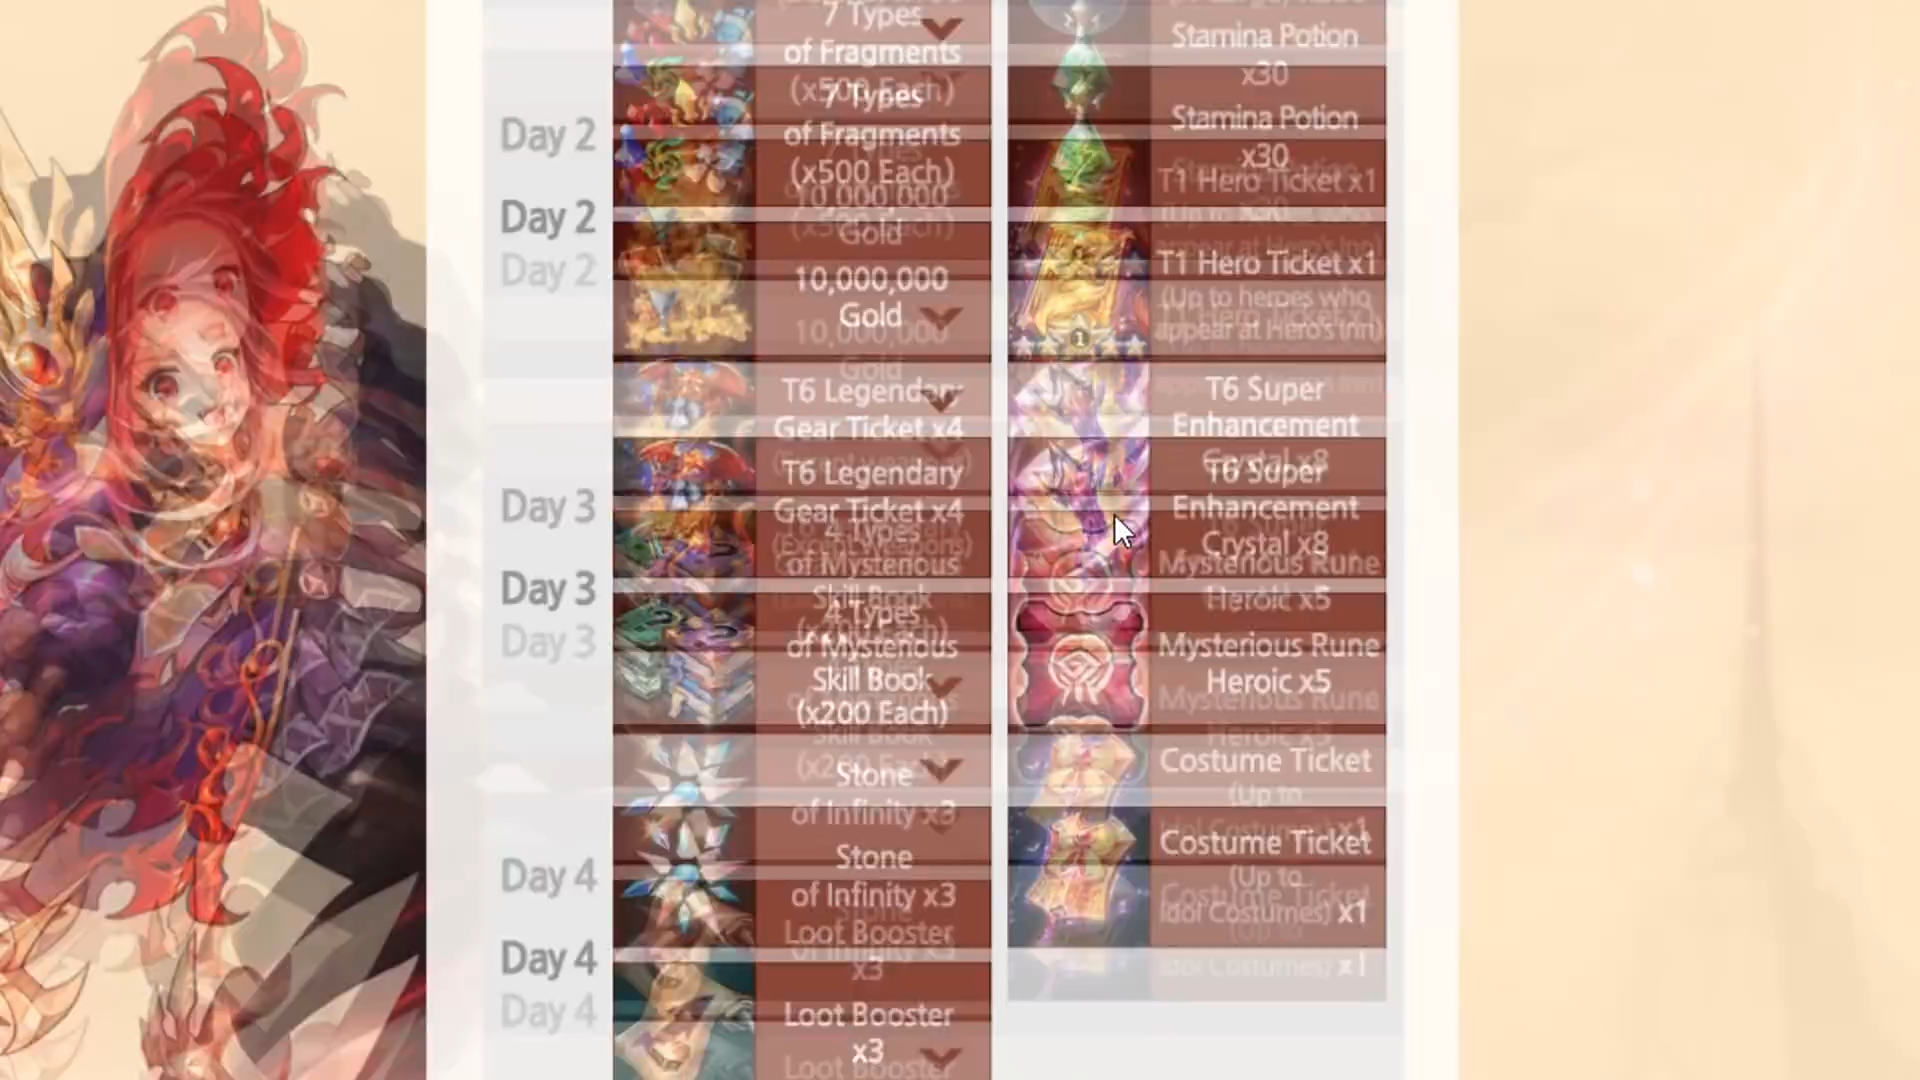 Day 2
7 Types
of Fragments
(x500 Each)
Stamina Potion
x30
10,000,000
Gold
T1 Hero Ticket x1
(Up to heroes who
appear at Hero's Inn)
Day 3
T6 Legendary
Gear Ticket x4
(Except weapons)
T6 Super
Enhancement
Crystal x8
4 Types
of Mysterious
Skill Book
(x200 Each)
Mysterious Rune
Heroic x5
Day 4
Stone
of Infinity x3
Costume Ticket
(Up to
Idol Costumes) x1
Loot Booster
x3